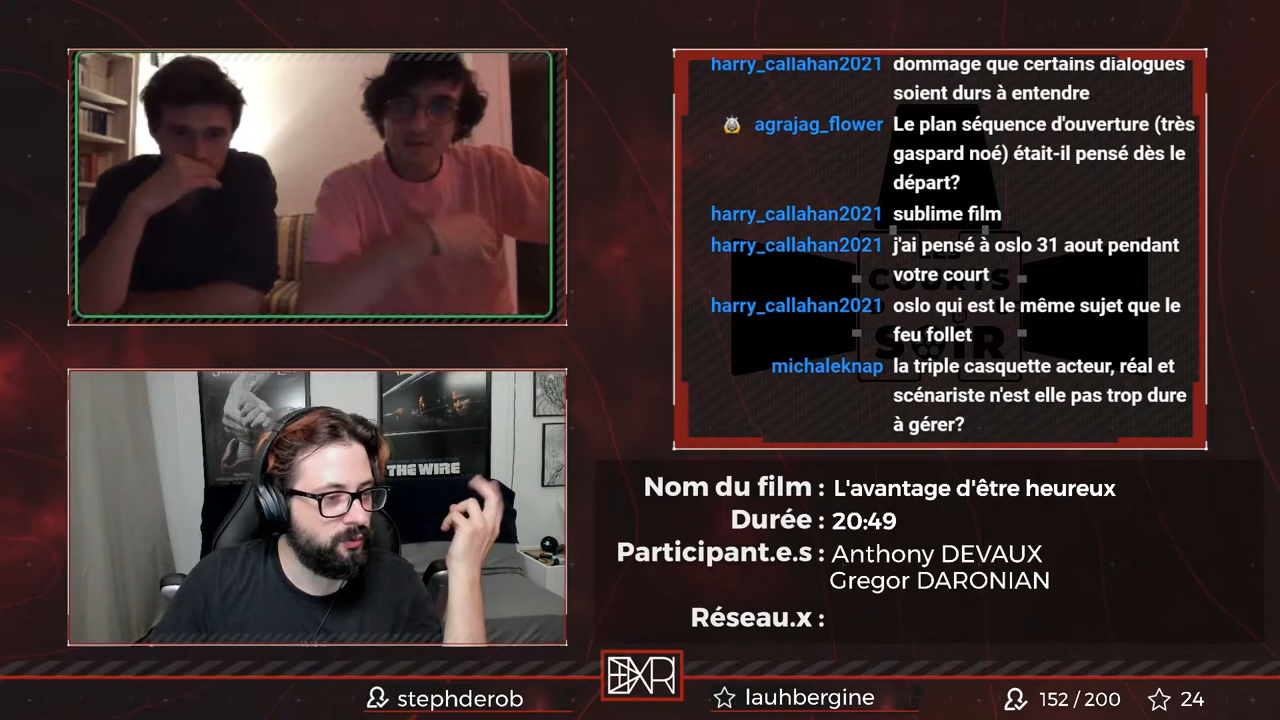 harry_callahan2021 dommage que certains dialogues
soient durs à entendre
agrajag_flower Le plan séquence d'ouverture (très
gaspard noé) était-il pensé dès le
départ?
harry_callahan2021 sublime film
harry_callahan2021 j'ai pensé à oslo 31 aout pendant
votre court
harry_callahan2021 oslo qui est le même sujet que le
feu follet
michaleknap la triple casquette acteur, réal et
scénariste n'est elle pas trop dure
à gérer?
LES
COURTS
SOIR
THE WIRE
Nom du film : L'avantage d'être heureux
Durée : 20:49
Participant.e.s : Anthony DEVAUX
Gregor DARONIAN
Réseau.x :
stephderob
lauhbergine
152 / 200
24